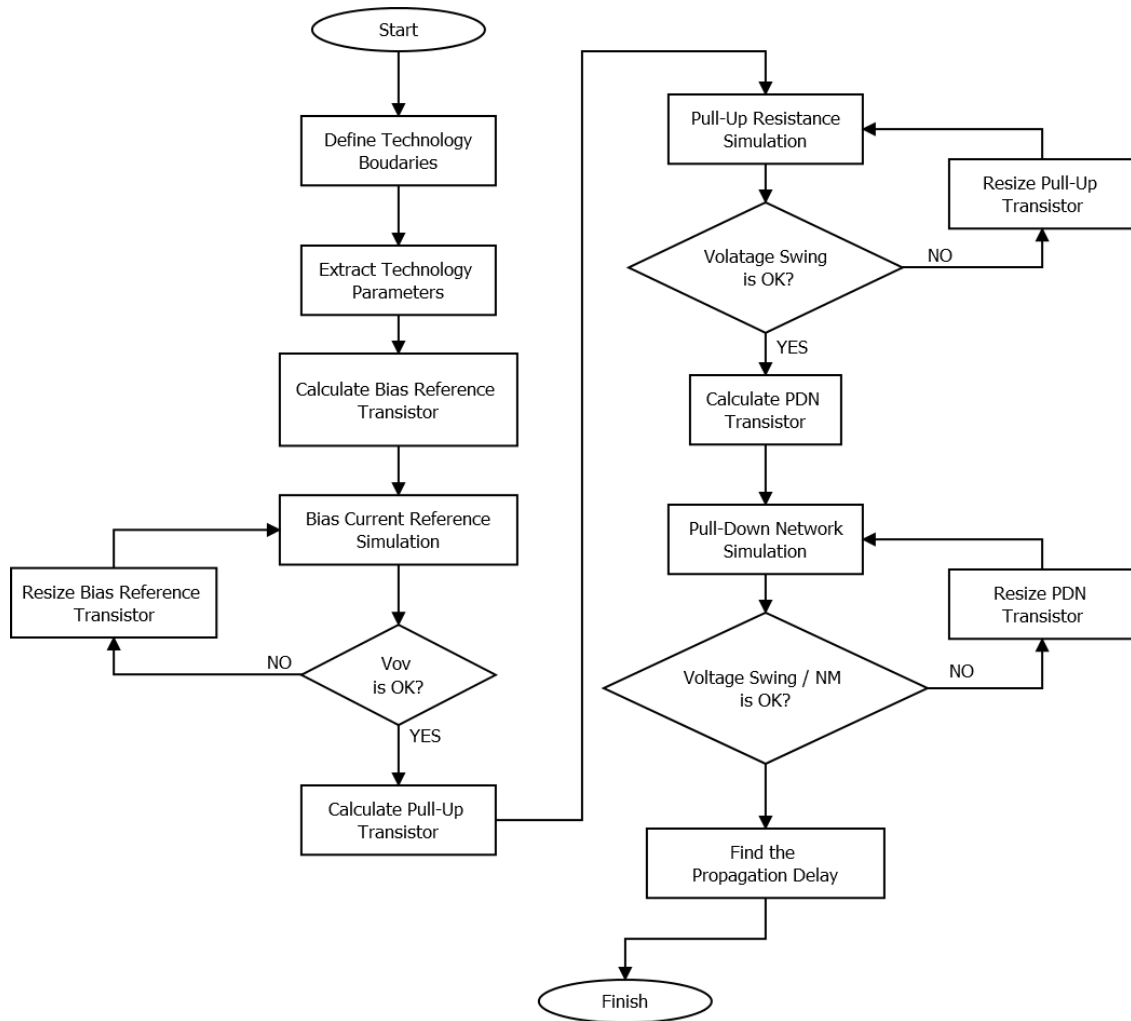 Start
Define Technology
Boudaries
Extract Technology
Parameters
Calculate Bias Reference
Transistor
Bias Current Reference
Simulation
Resize Bias Reference
Transistor
NO
Vov
is OK?
YES
Calculate Pull-Up
Transistor
Pull-Up Resistance
Simulation
Resize Pull-Up
Transistor
Volatage Swing
is OK?
NO
YES
Calculate PDN
Transistor
Pull-Down Network
Simulation
Resize PDN
Transistor
Voltage Swing / NM
is OK?
NO
Find the
Propagation Delay
Finish